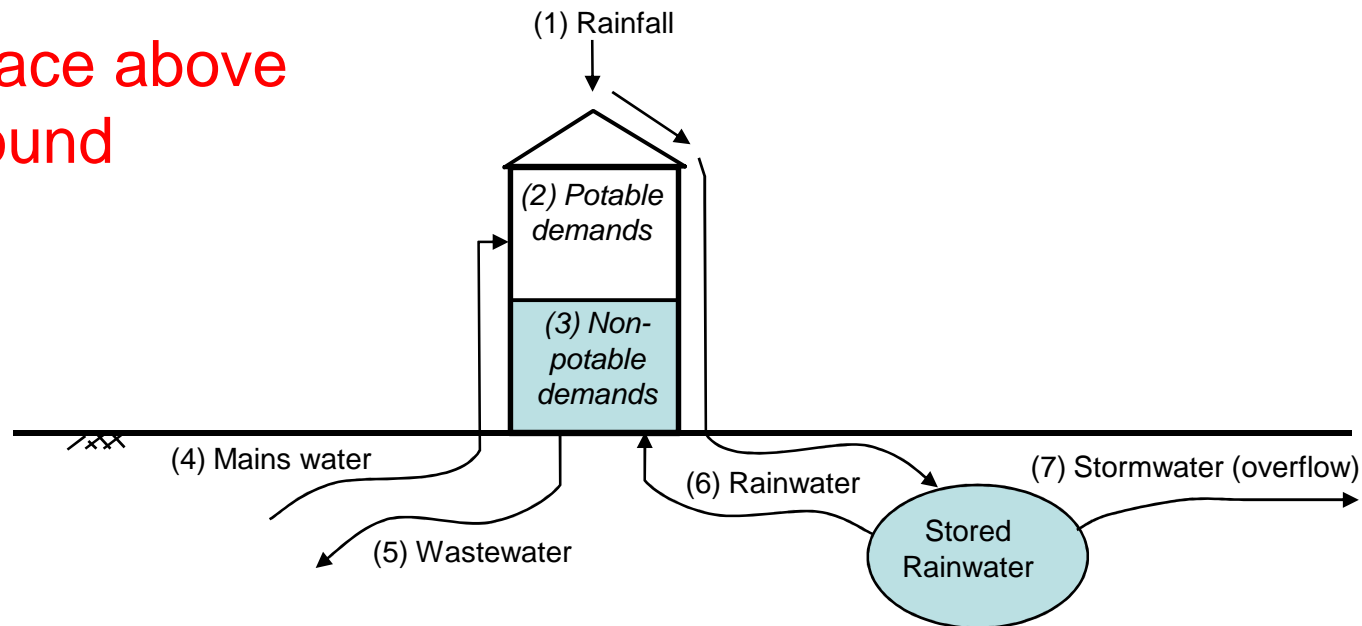 (1) Rainfall
ace above
ound
(2) Potable
demands
(3) Non-
potable
demands
(4) Mains water
(5) Wastewater
(6) Rainwater
(7) Stormwater (overflow)
Stored
Rainwater